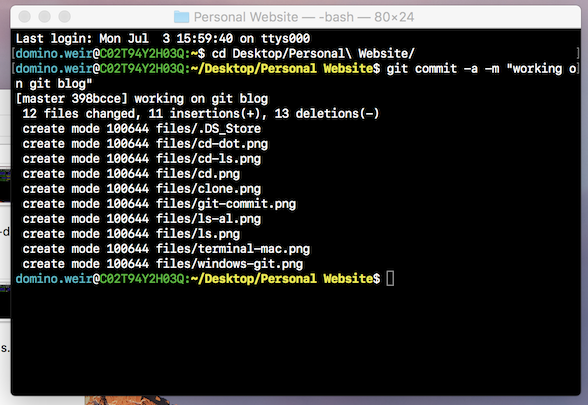 Personal Website — -bash — 80×24
Last login: Mon Jul  3 15:59:40 on ttys000
[domino.weir@C02T94Y2H03Q:~$ cd Desktop/Personal\ Website/ ]
[domino.weir@C02T94Y2H03Q:~/Desktop/Personal Website$ git commit -a -m "working o]
n git blog"
[master 398bcce] working on git blog
 12 files changed, 11 insertions(+), 13 deletions(-)
 create mode 100644 files/.DS_Store
 create mode 100644 files/cd-dot.png
 create mode 100644 files/cd-ls.png
 create mode 100644 files/cd.png
 create mode 100644 files/clone.png
 create mode 100644 files/git-commit.png
 create mode 100644 files/ls-al.png
 create mode 100644 files/ls.png
 create mode 100644 files/terminal-mac.png
 create mode 100644 files/windows-git.png
domino.weir@C02T94Y2H03Q:~/Desktop/Personal Website$
-d
s.